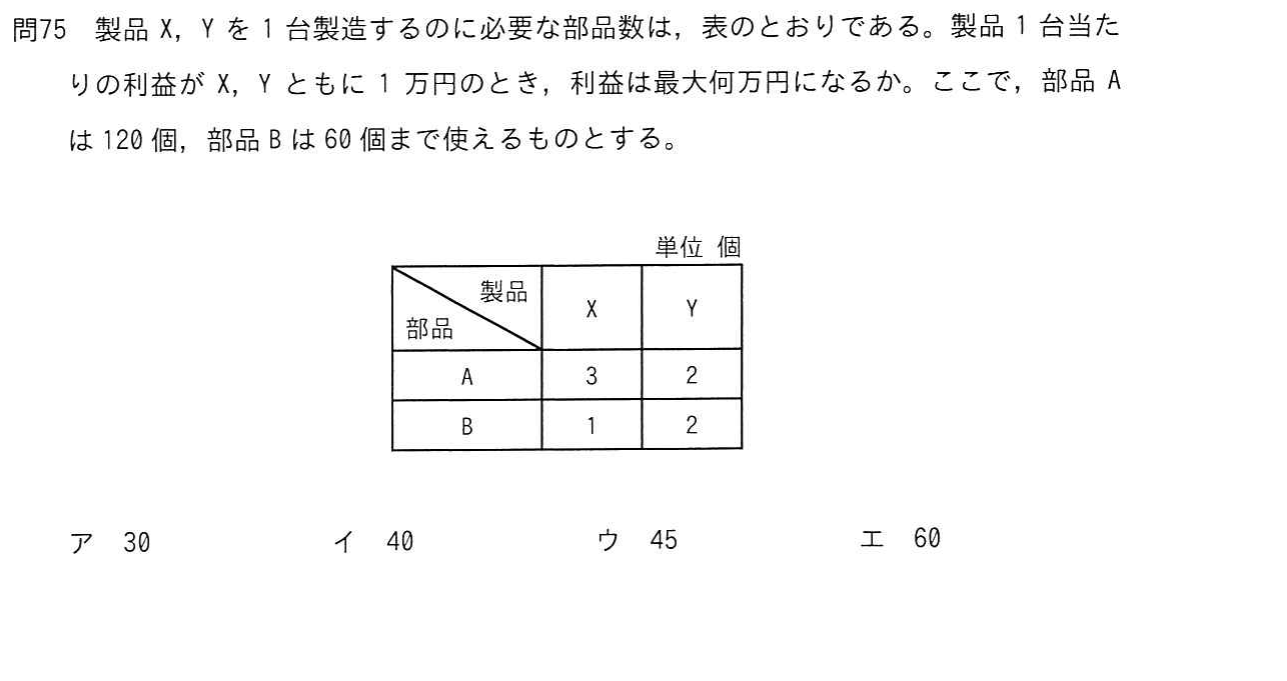 問75 製品 X，Y を 1 台製造するのに必要な部品数は，表のとおりである。製品 1 台当た
りの利益が X，Y ともに 1 万円のとき，利益は最大何万円になるか。ここで，部品 A
は 120 個，部品 B は 60 個まで使えるものとする。
単位 個
製品
部品
X Y
A 3 2
B 1 2
ア 30 イ 40 ウ 45 エ 60